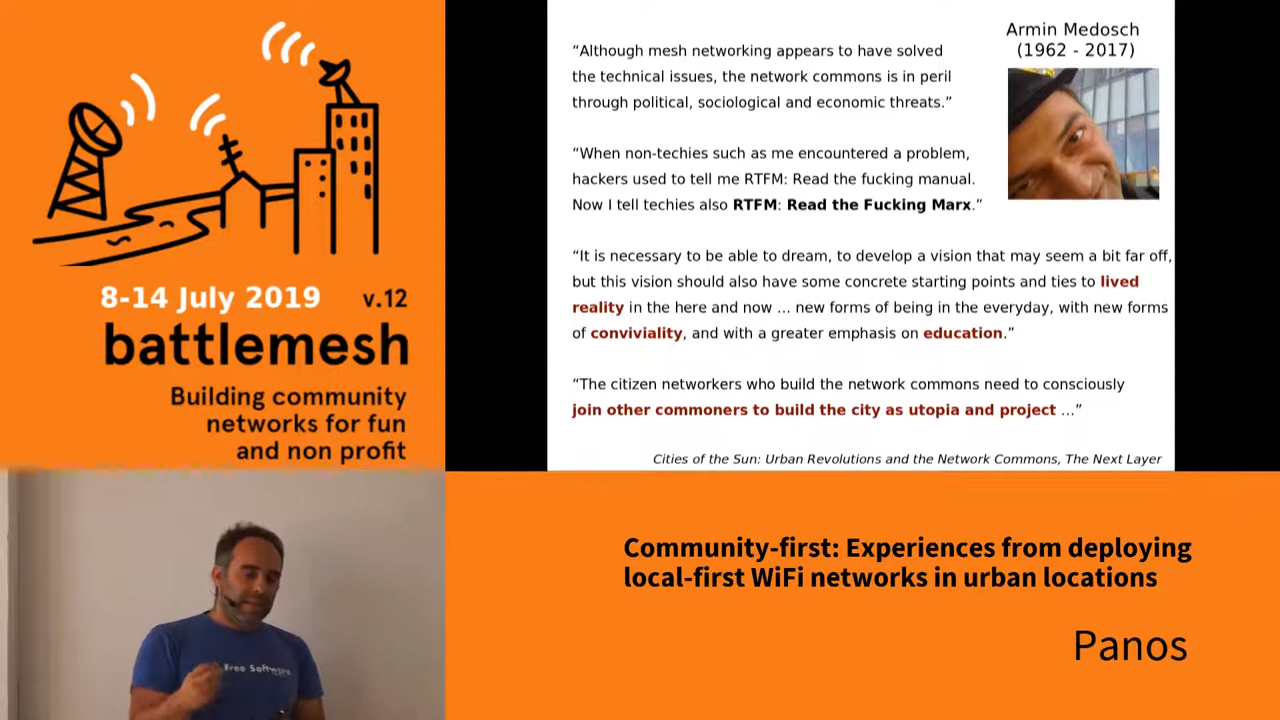 8-14 July 2019 v.12
battlemesh
Building community
networks for fun
and non profit
Armin Medosch
(1962 - 2017)
“Although mesh networking appears to have solved
the technical issues, the network commons is in peril
through political, sociological and economic threats.”
“When non-techies such as me encountered a problem,
hackers used to tell me RTFM: Read the fucking manual.
Now I tell techies also RTFM: Read the Fucking Marx.”
“It is necessary to be able to dream, to develop a vision that may seem a bit far off,
but this vision should also have some concrete starting points and ties to lived
reality in the here and now ... new forms of being in the everyday, with new forms
of conviviality, and with a greater emphasis on education.”
“The citizen networkers who build the network commons need to consciously
join other commoners to build the city as utopia and project ...”
Cities of the Sun: Urban Revolutions and the Network Commons, The Next Layer
Free Software
Community-first: Experiences from deploying
local-first WiFi networks in urban locations
Panos